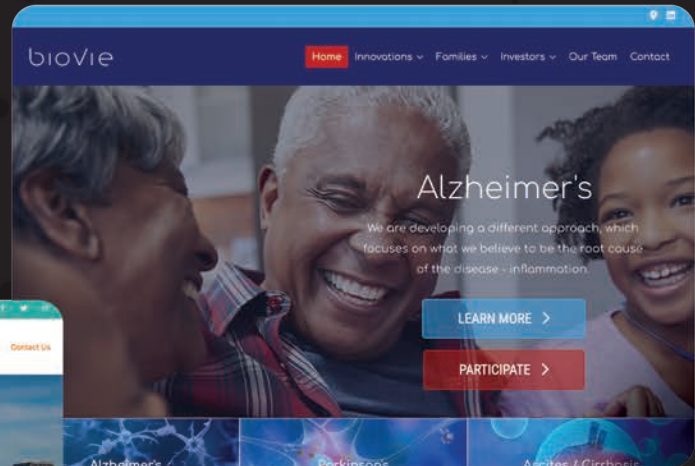 biovie
Home Innovations Families Investors Our Team Contact
Alzheimer's
We are developing a different approach, which
focuses on what we believe to be the root cause
of the disease - inflammation.
LEARN MORE
PARTICIPATE
Contact Us
Alzheimer's Parkinson's Ascites / Cirrhosis